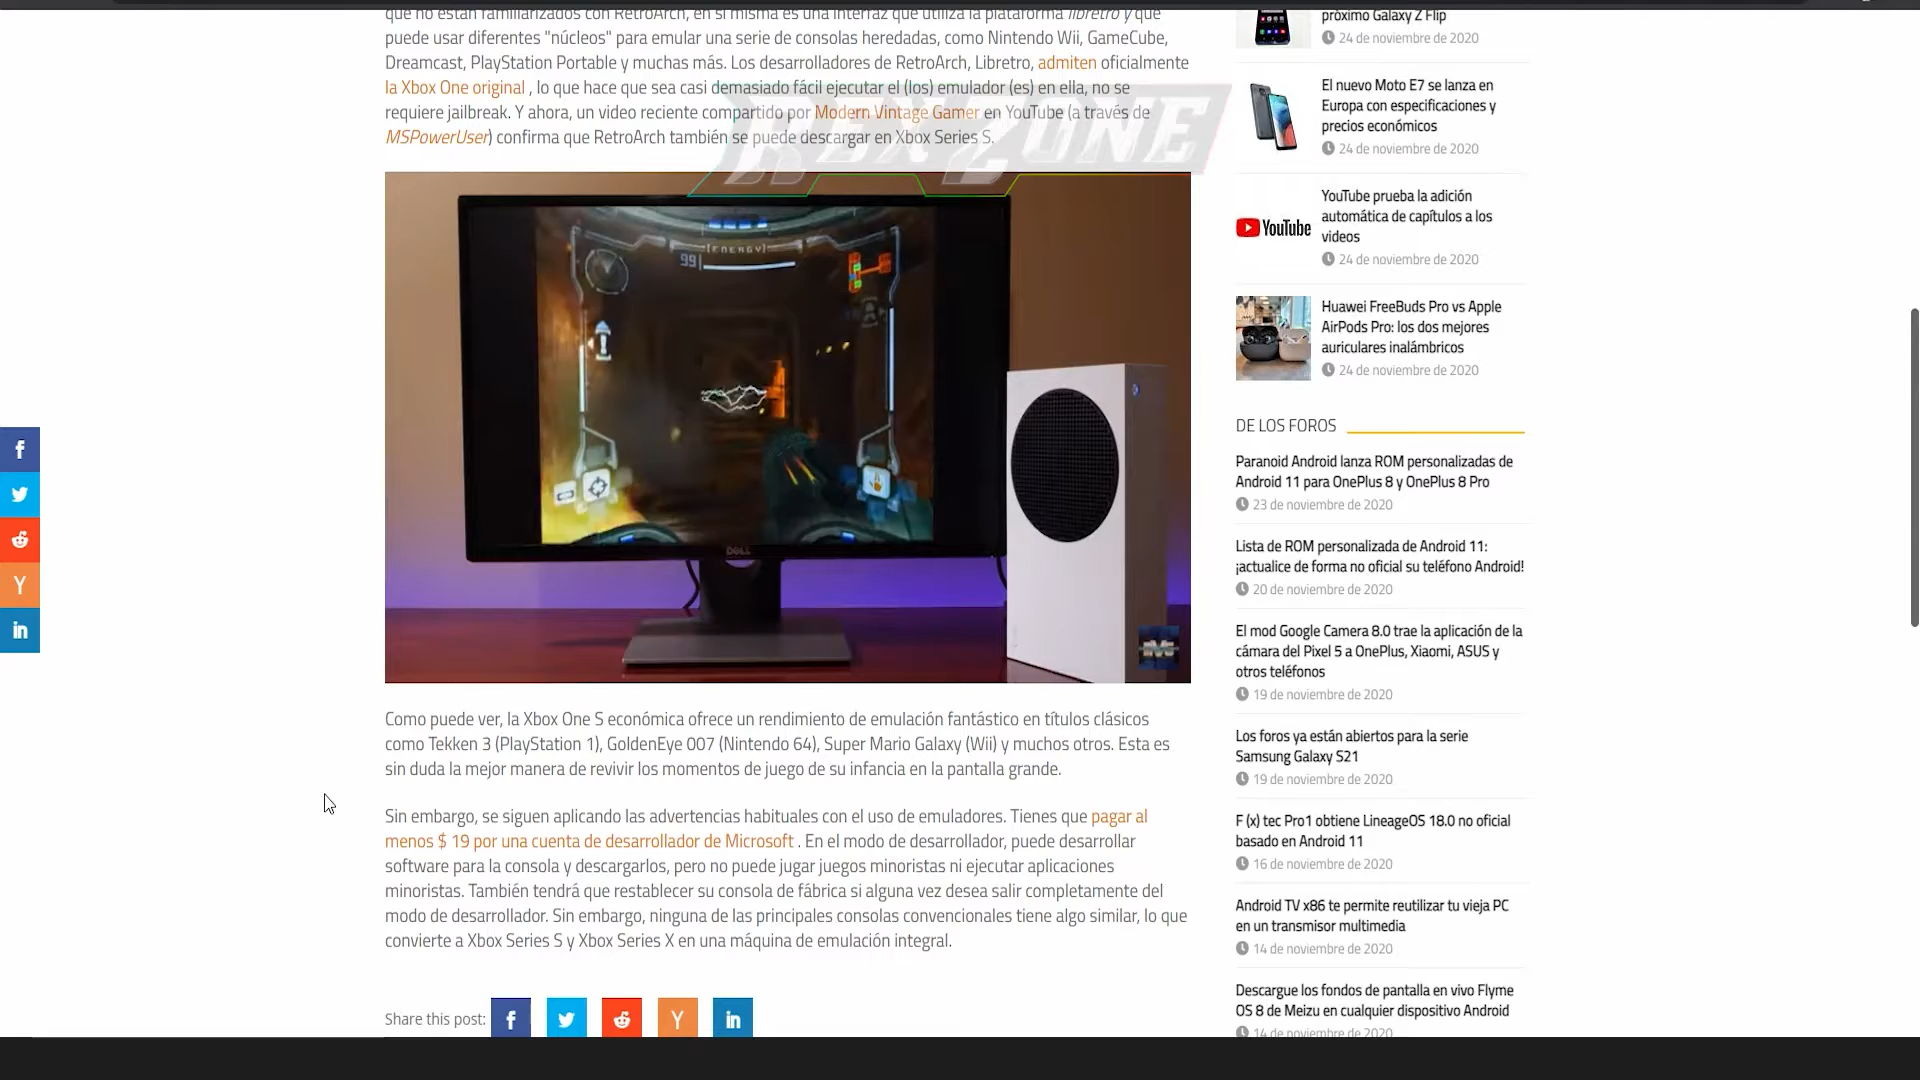 que no están familiarizados con RetroArch, en sí misma es una interfaz que utiliza la plataforma libretro y que
puede usar diferentes "núcleos" para emular una serie de consolas heredadas, como Nintendo Wii, GameCube,
Dreamcast, PlayStation Portable y muchas más. Los desarrolladores de RetroArch, Libretro, admiten oficialmente
la Xbox One original , lo que hace que sea casi demasiado fácil ejecutar el (los) emulador (es) en ella, no se
requiere jailbreak. Y ahora, un video reciente compartido por Modern Vintage Gamer en YouTube (a través de
MSPowerUser) confirma que RetroArch también se puede descargar en Xbox Series S.
REX ZONE
[ENERGY]
99
DELL
Como puede ver, la Xbox One S económica ofrece un rendimiento de emulación fantástico en títulos clásicos
como Tekken 3 (PlayStation 1), GoldenEye 007 (Nintendo 64), Super Mario Galaxy (Wii) y muchos otros. Esta es
sin duda la mejor manera de revivir los momentos de juego de su infancia en la pantalla grande.
Sin embargo, se siguen aplicando las advertencias habituales con el uso de emuladores. Tienes que pagar al
menos $ 19 por una cuenta de desarrollador de Microsoft . En el modo de desarrollador, puede desarrollar
software para la consola y descargarlos, pero no puede jugar juegos minoristas ni ejecutar aplicaciones
minoristas. También tendrá que restablecer su consola de fábrica si alguna vez desea salir completamente del
modo de desarrollador. Sin embargo, ninguna de las principales consolas convencionales tiene algo similar, lo que
convierte a Xbox Series S y Xbox Series X en una máquina de emulación integral.
Share this post:
próximo Galaxy Z Flip
24 de noviembre de 2020
El nuevo Moto E7 se lanza en
Europa con especificaciones y
precios económicos
24 de noviembre de 2020
YouTube
YouTube prueba la adición
automática de capítulos a los
videos
24 de noviembre de 2020
Huawei FreeBuds Pro vs Apple
AirPods Pro: los dos mejores
auriculares inalámbricos
24 de noviembre de 2020
DE LOS FOROS
Paranoid Android lanza ROM personalizadas de
Android 11 para OnePlus 8 y OnePlus 8 Pro
23 de noviembre de 2020
Lista de ROM personalizada de Android 11:
¡actualice de forma no oficial su teléfono Android!
20 de noviembre de 2020
El mod Google Camera 8.0 trae la aplicación de la
cámara del Pixel 5 a OnePlus, Xiaomi, ASUS y
otros teléfonos
19 de noviembre de 2020
Los foros ya están abiertos para la serie
Samsung Galaxy S21
19 de noviembre de 2020
F (x) tec Pro1 obtiene LineageOS 18.0 no oficial
basado en Android 11
16 de noviembre de 2020
Android TV x86 te permite reutilizar tu vieja PC
en un transmisor multimedia
14 de noviembre de 2020
Descargue los fondos de pantalla en vivo Flyme
OS 8 de Meizu en cualquier dispositivo Android
14 de noviembre de 2020